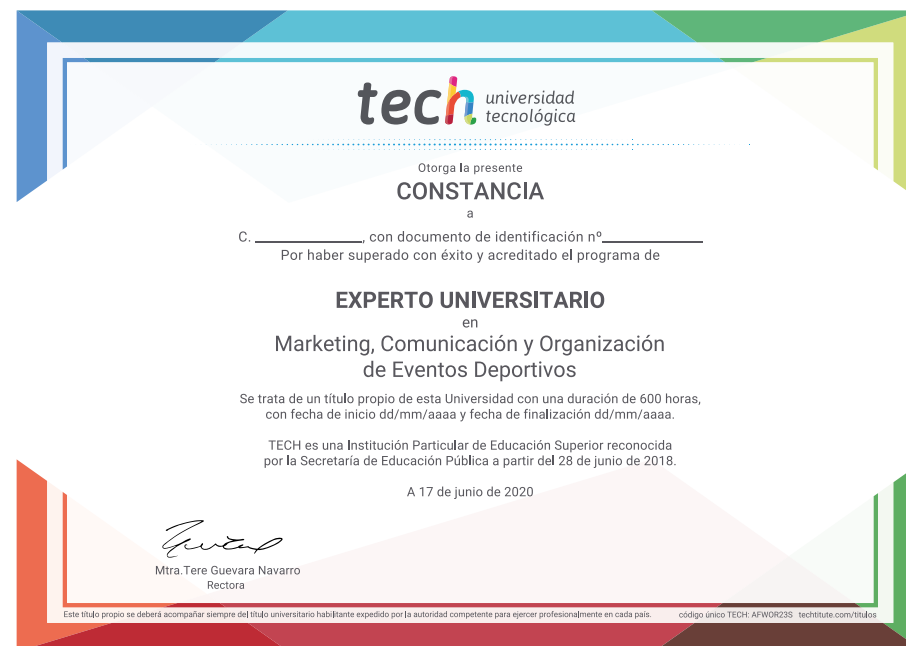 tech universidad
tecnológica
Otorga la presente
CONSTANCIA
a
C. ____________, con documento de identificación nº____________
Por haber superado con éxito y acreditado el programa de
EXPERTO UNIVERSITARIO
en
Marketing, Comunicación y Organización
de Eventos Deportivos
Se trata de un título propio de esta Universidad con una duración de 600 horas,
con fecha de inicio dd/mm/aaaa y fecha de finalización dd/mm/aaaa.
TECH es una Institución Particular de Educación Superior reconocida
por la Secretaría de Educación Pública a partir del 28 de junio de 2018.
A 17 de junio de 2020
Mtra.Tere Guevara Navarro
Rectora
Este título propio se deberá acompañar siempre del título universitario habilitante expedido por la autoridad competente para ejercer profesionalmente en cada país. código único TECH: AFWOR23S techtitute.com/titulos